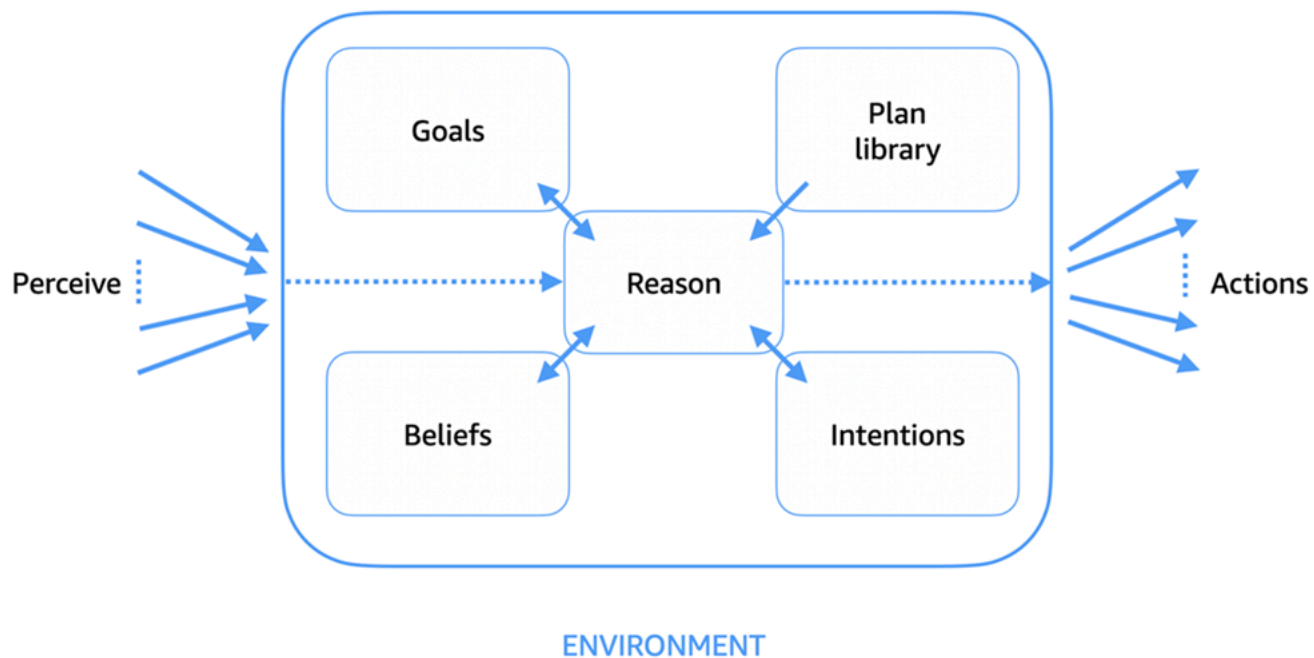 Goals
Plan
library
Perceive
Reason
Actions
Beliefs
Intentions
ENVIRONMENT